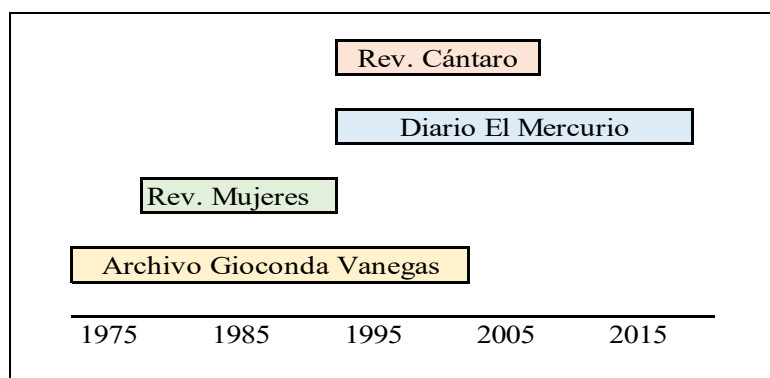 Rev. Cántaro
Diario El Mercurio
Rev. Mujeres
Archivo Gioconda Vanegas
1975 1985 1995 2005 2015